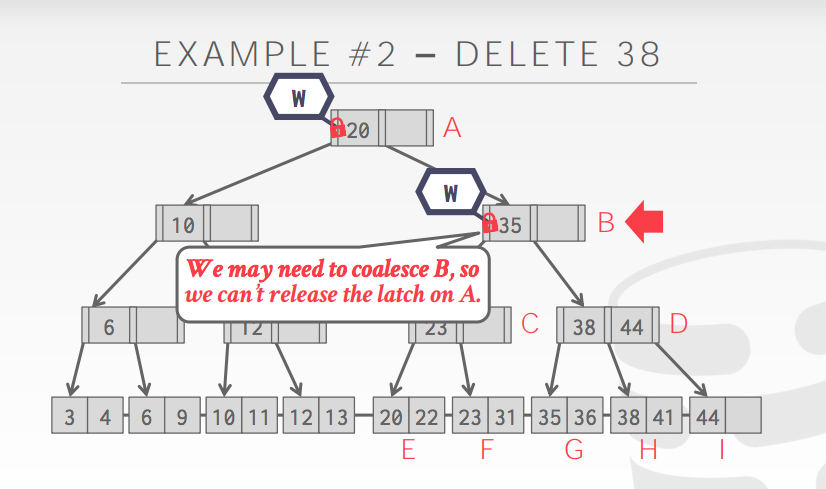 EXAMPLE #2 – DELETE 38
W
20 A
W
10 35 B
We may need to coalesce B, so
we can't release the latch on A.
6 12 23 C 38 44 D
3 4 6 9 10 11 12 13 20 22 23 31 35 36 38 41 44
E F G H I